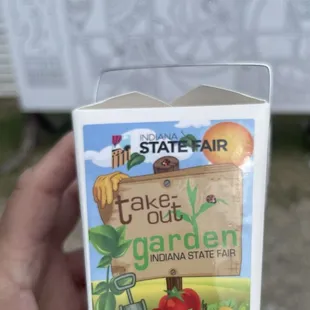 INDIANA
STATE FAIR
take-
out
garden
INDIANA STATE FAIR